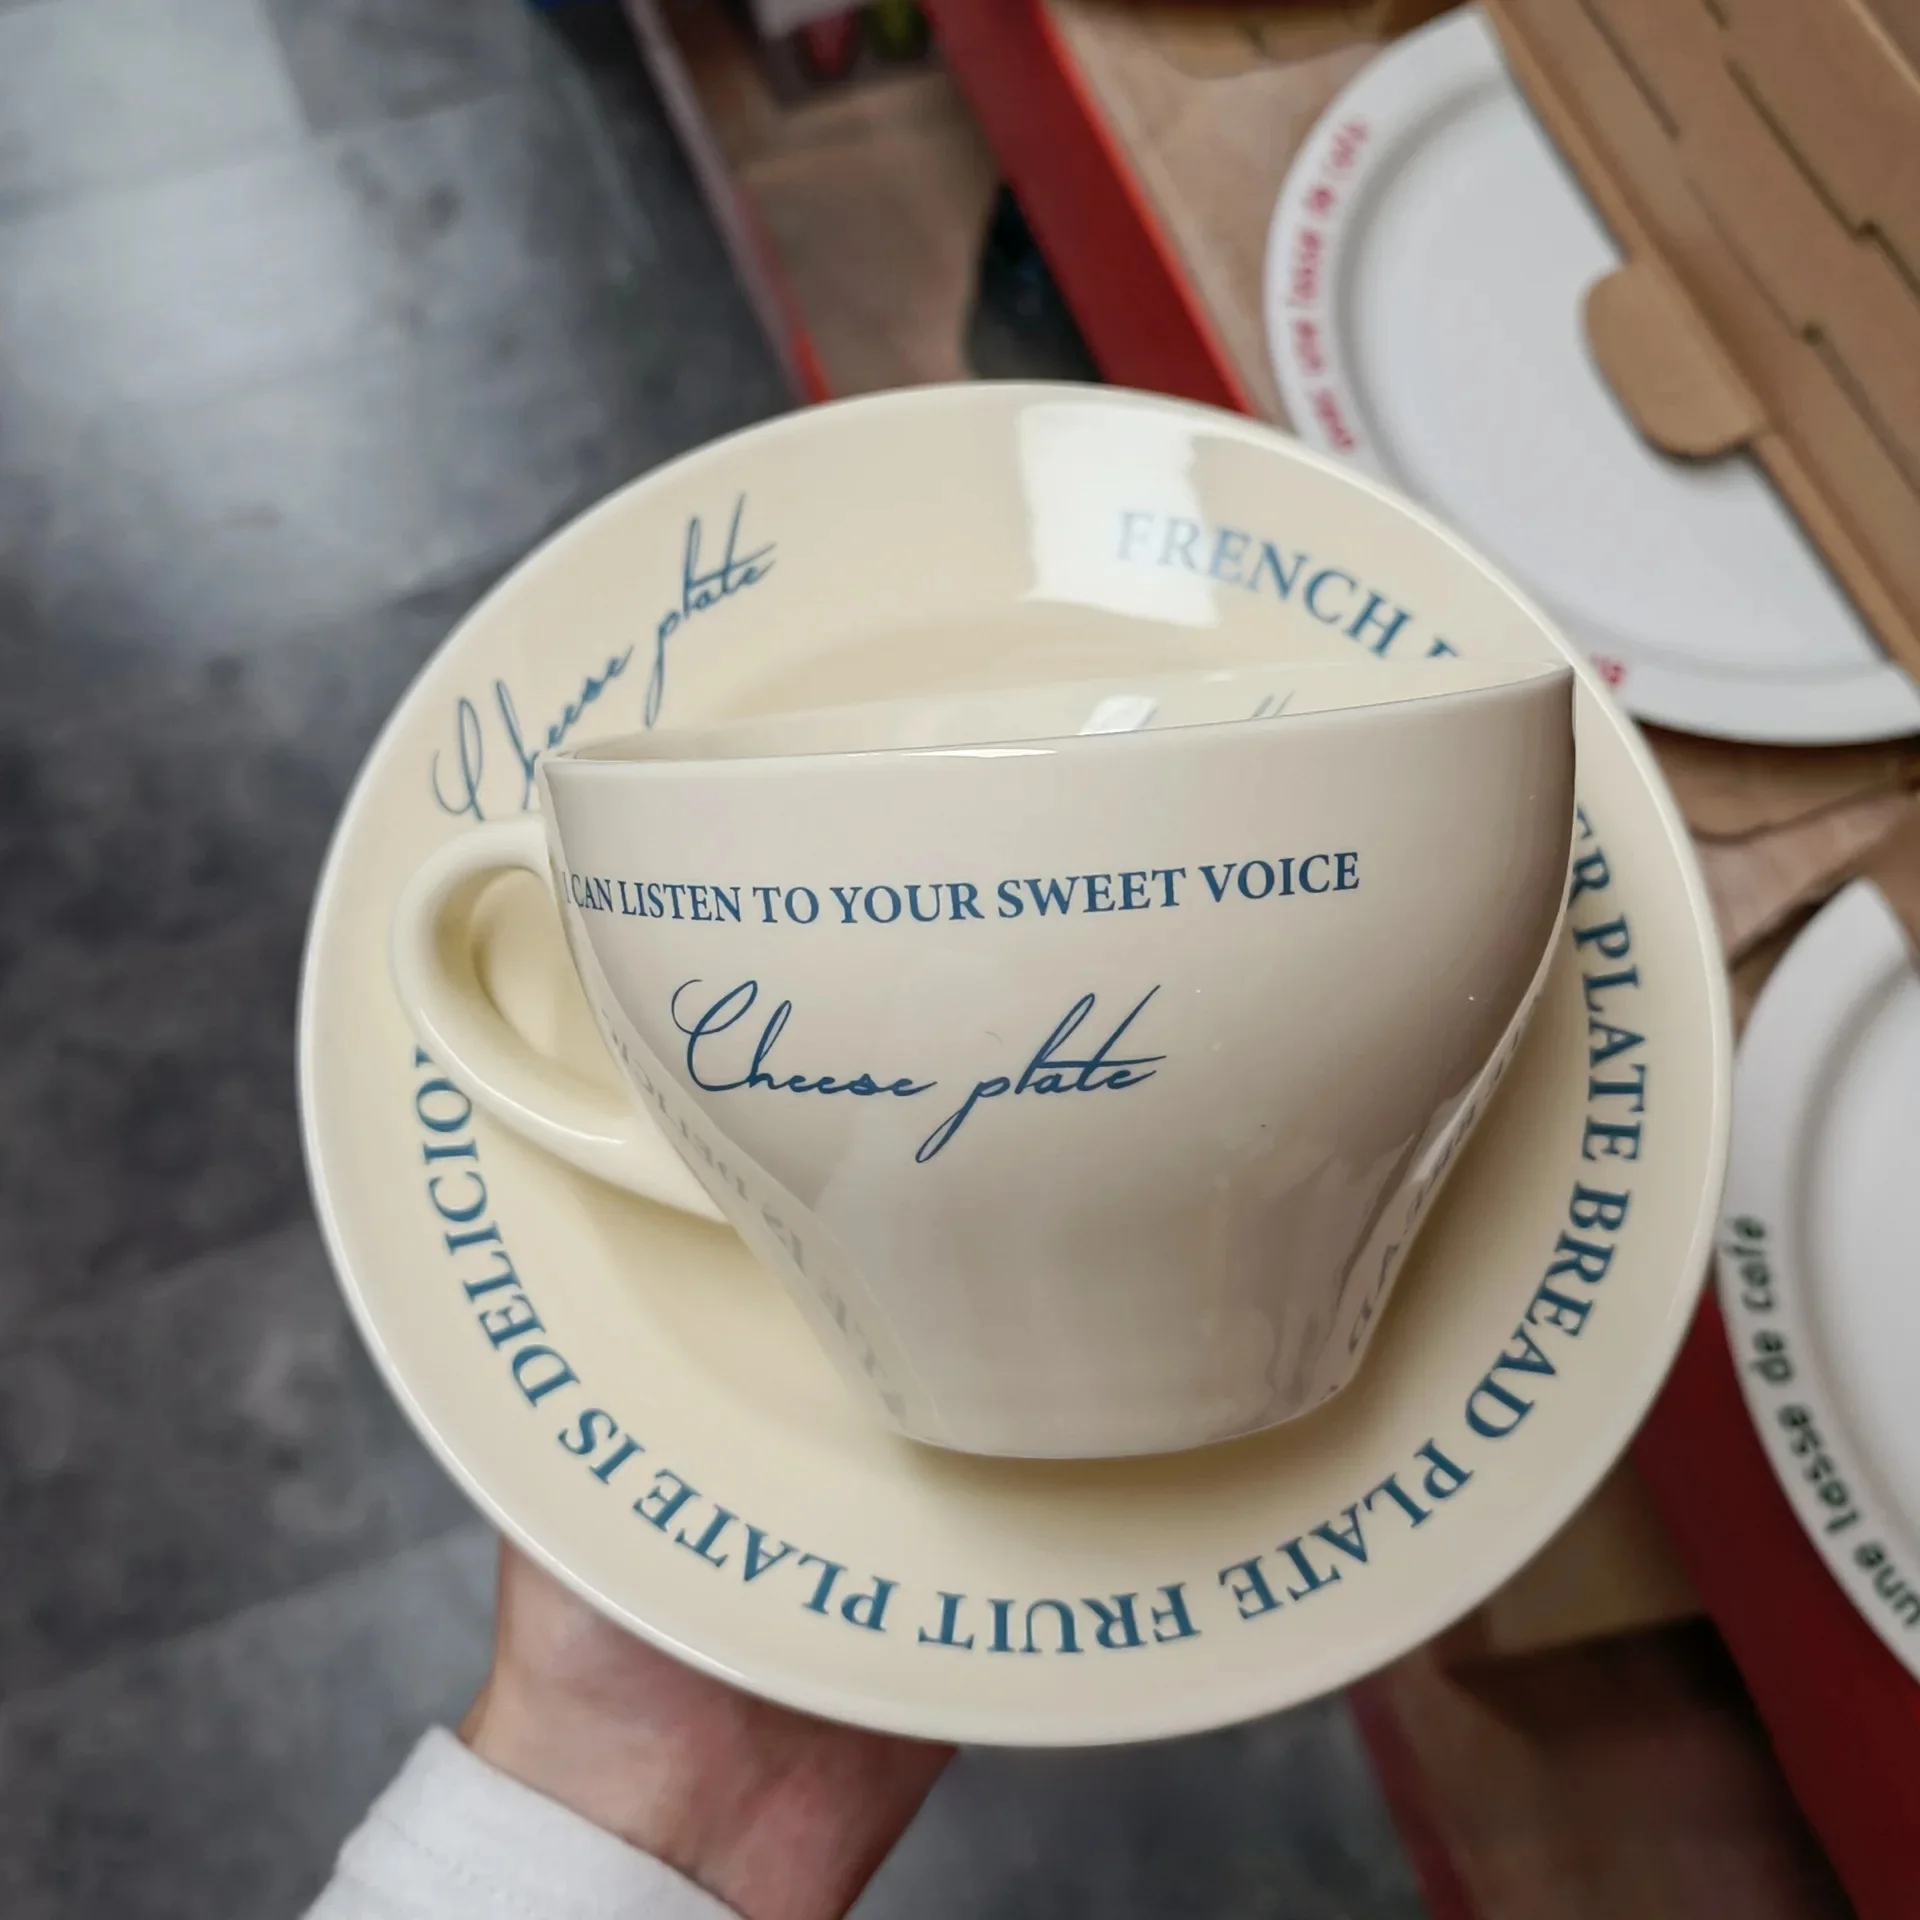 Cheese plate
FRENCH
PLATE BREAD PLATE FRUIT PLATE IS DELICIOU
I CAN LISTEN TO YOUR SWEET VOICE
Cheese plate
une tasse de café
une tasse de café